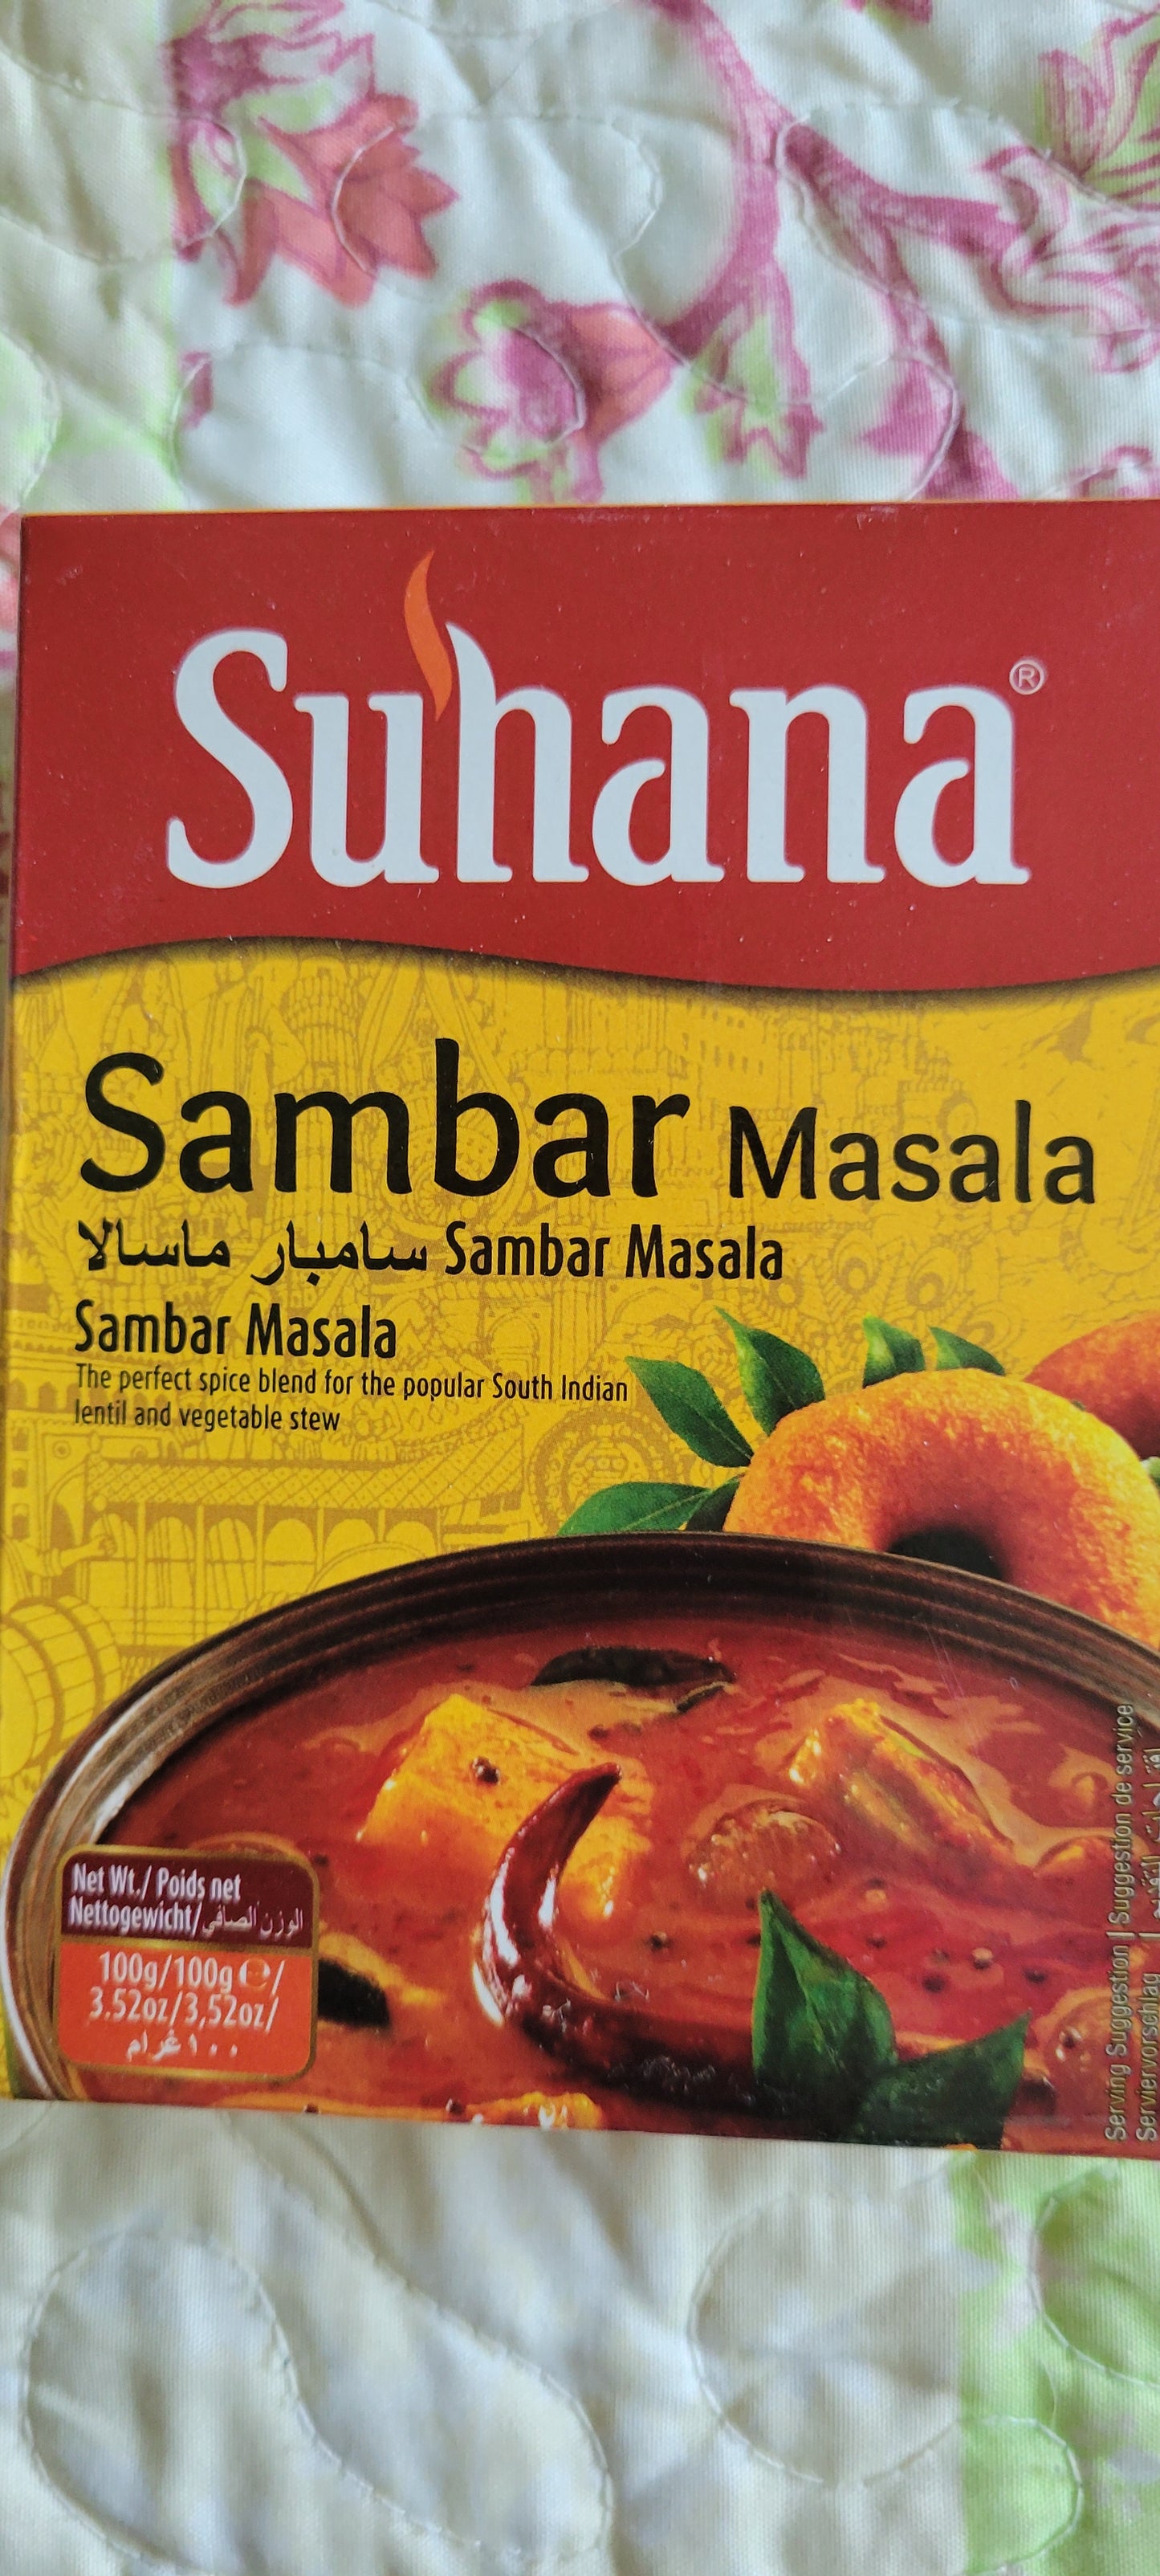 Suhana®
Sambar Masala
سامبار ماسالا Sambar Masala
Sambar Masala
The perfect spice blend for the popular South Indian
lentil and vegetable stew
Net Wt./ Poids net
Nettogewicht/الوزن الصافي
100g/100g ℮/
3.52oz/3,52oz/
١٠٠ غرام
Serving Suggestion | Suggestion de service
Serviervorschlag |